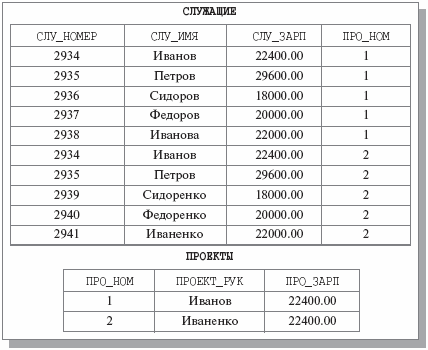 СЛУЖАЩИЕ
СЛУ_НОМЕР СЛУ_ИМЯ СЛУ_ЗАРП ПРО_НОМ
2934 Иванов 22400.00 1
2935 Петров 29600.00 1
2936 Сидоров 18000.00 1
2937 Федоров 20000.00 1
2938 Иванова 22000.00 1
2934 Иванов 22400.00 2
2935 Петров 29600.00 2
2939 Сидоренко 18000.00 2
2940 Федоренко 20000.00 2
2941 Иваненко 22000.00 2
ПРОЕКТЫ
ПРО_НОМ ПРОЕКТ_РУК ПРО_ЗАРП
1 Иванов 22400.00
2 Иваненко 22400.00